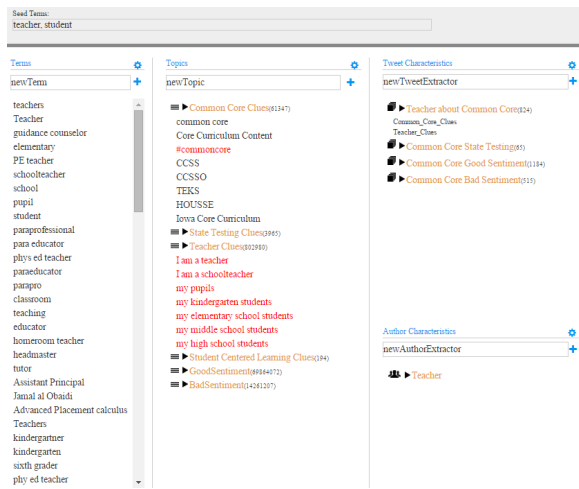 Seed Terms:
teacher, student
Terms
newTerm
teachers
Teacher
guidance counselor
elementary
PE teacher
schoolteacher
school
pupil
student
paraprofessional
para educator
phys ed teacher
paraeducator
parapro
classroom
teaching
educator
homeroom teacher
headmaster
tutor
Assistant Principal
Jamal al Obaidi
Advanced Placement calculus
Teachers
kindergartner
kindergarten
sixth grader
phy ed teacher
Topics
newTopic
Common Core Clues(61347)
common core
Core Curriculum Content
#commoncore
CCSS
CCSSO
TEKS
HOUSSE
Iowa Core Curriculum
State Testing Clues(3965)
Teacher Clues(802980)
I am a teacher
I am a schoolteacher
my pupils
my kindergarten students
my elementary school students
my middle school students
my high school students
Student Centered Learning Clues(194)
GoodSentiment(69864072)
BadSentiment(14261207)
Tweet Characteristics
newTweetExtractor
Teacher about Common Core(824)
Common_Core_Clues
Teacher_Clues
Common Core State Testing(65)
Common Core Good Sentiment(1184)
Common Core Bad Sentiment(515)
Author Characteristics
newAuthorExtractor
Teacher